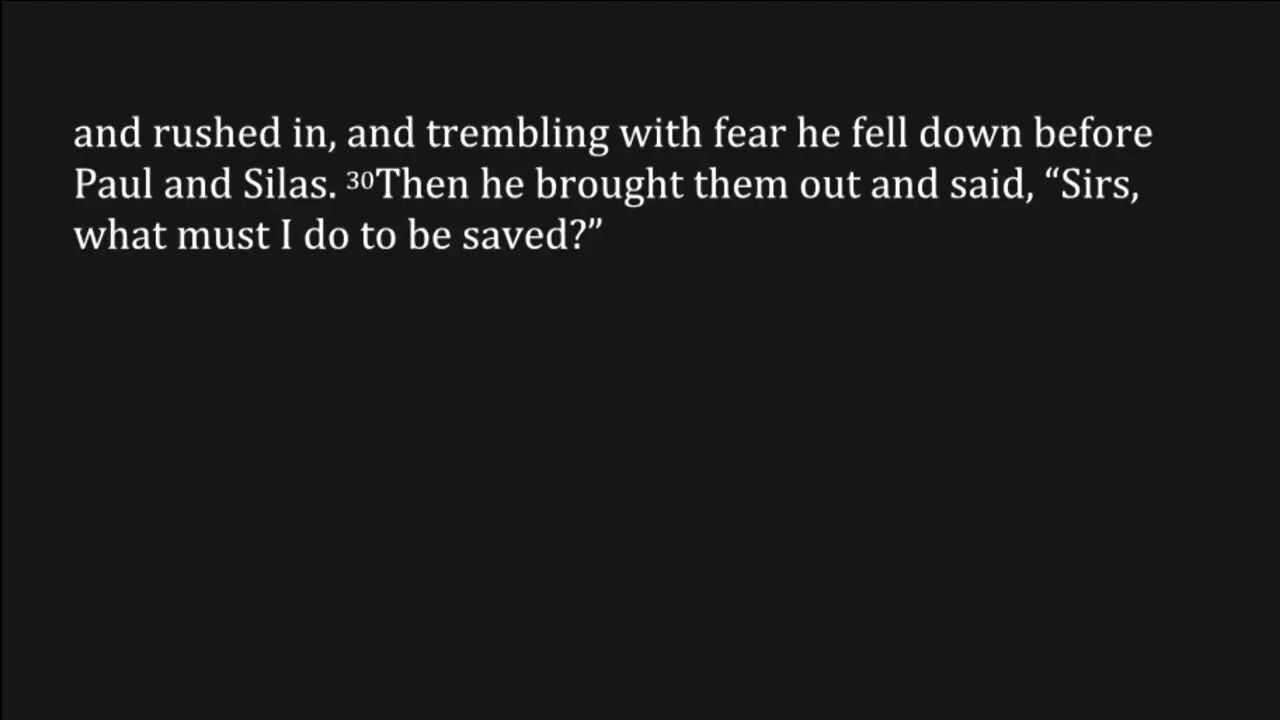 and rushed in, and trembling with fear he fell down before
Paul and Silas. ³⁰Then he brought them out and said, “Sirs,
what must I do to be saved?”